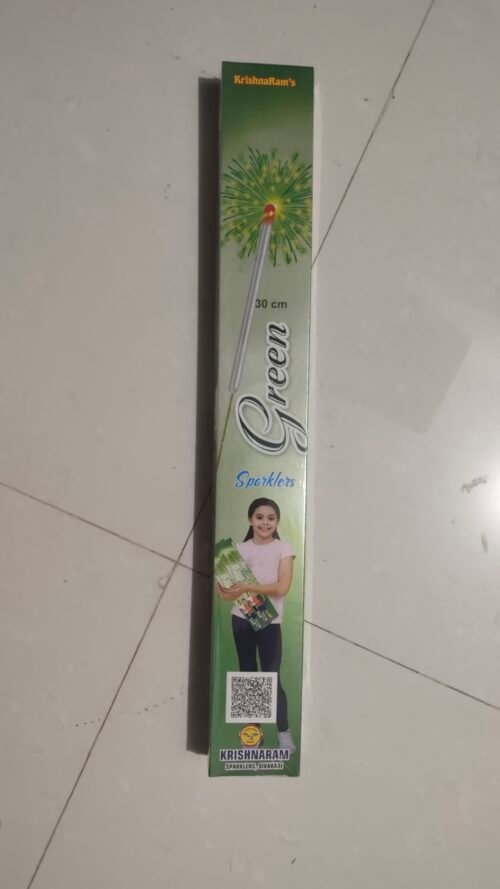 KrishnaRam's
30 cm
Green
Sparklers
KRISHNARAM
SPARKLERS, SIVAKASI